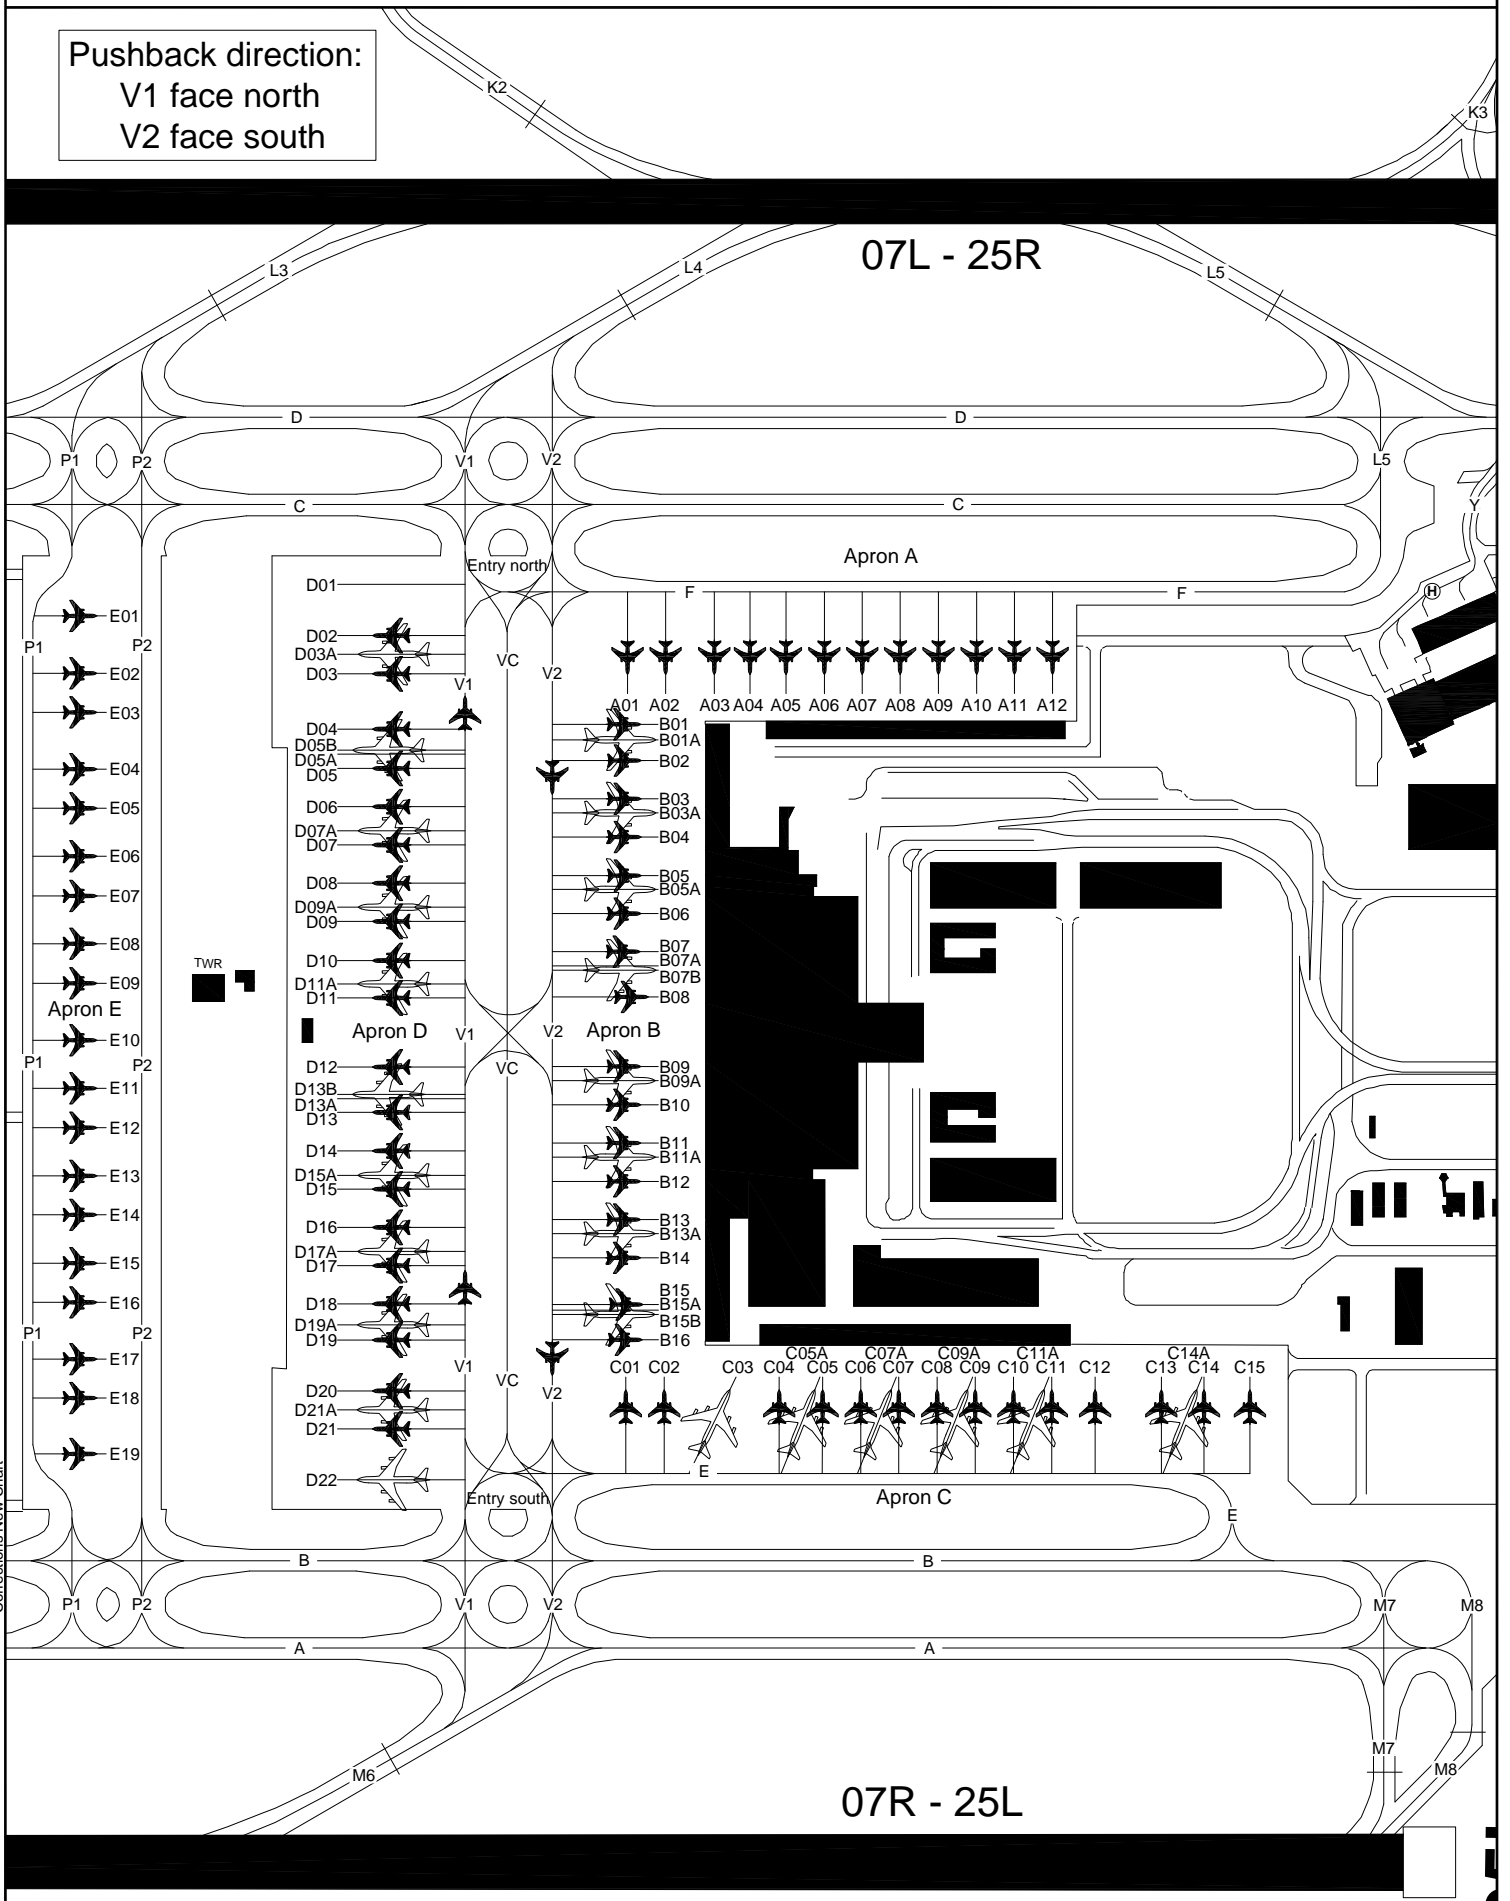 Pushback direction:
V1 face north
V2 face south
K2
K3
07L - 25R
L3
L4
L5
D
D
P1
P2
V1
V2
L5
C
C
Y
Entry north
Apron A
D01
F
F
H
E01
P1
P2
D02
D03A
D03
VC
V1
V2
E02
E03
A01 A02 A03 A04 A05 A06 A07 A08 A09 A10 A11 A12
D04
D05B
D05A
D05
B01
B01A
B02
E04
E05
D06
D07A
D07
B03
B03A
B04
E06
E07
D08
D09A
D09
B05
B05A
B06
E08
E09
TWR
D10
D11A
D11
B07
B07A
B07B
B08
Apron E
Apron D
V1
V2
Apron B
E10
P1
P2
D12
VC
B09
B09A
B10
E11
E12
D13B
D13A
D13
E13
E14
D14
D15A
D15
B11
B11A
B12
E15
E16
D16
D17A
D17
B13
B13A
B14
D18
D19A
D19
B15
B15A
B15B
B16
P1
P2
E17
E18
E19
V1
VC
V2
C05A C07A C09A C11A C14A
C01 C02 C03 C04 C05 C06 C07 C08 C09 C10 C11 C12 C13 C14 C15
D20
D21A
D21
D22
E
Entry south
Apron C
E
B
B
P1
P2
V1
V2
M7
M8
A
A
M6
M7
M8
07R - 25L